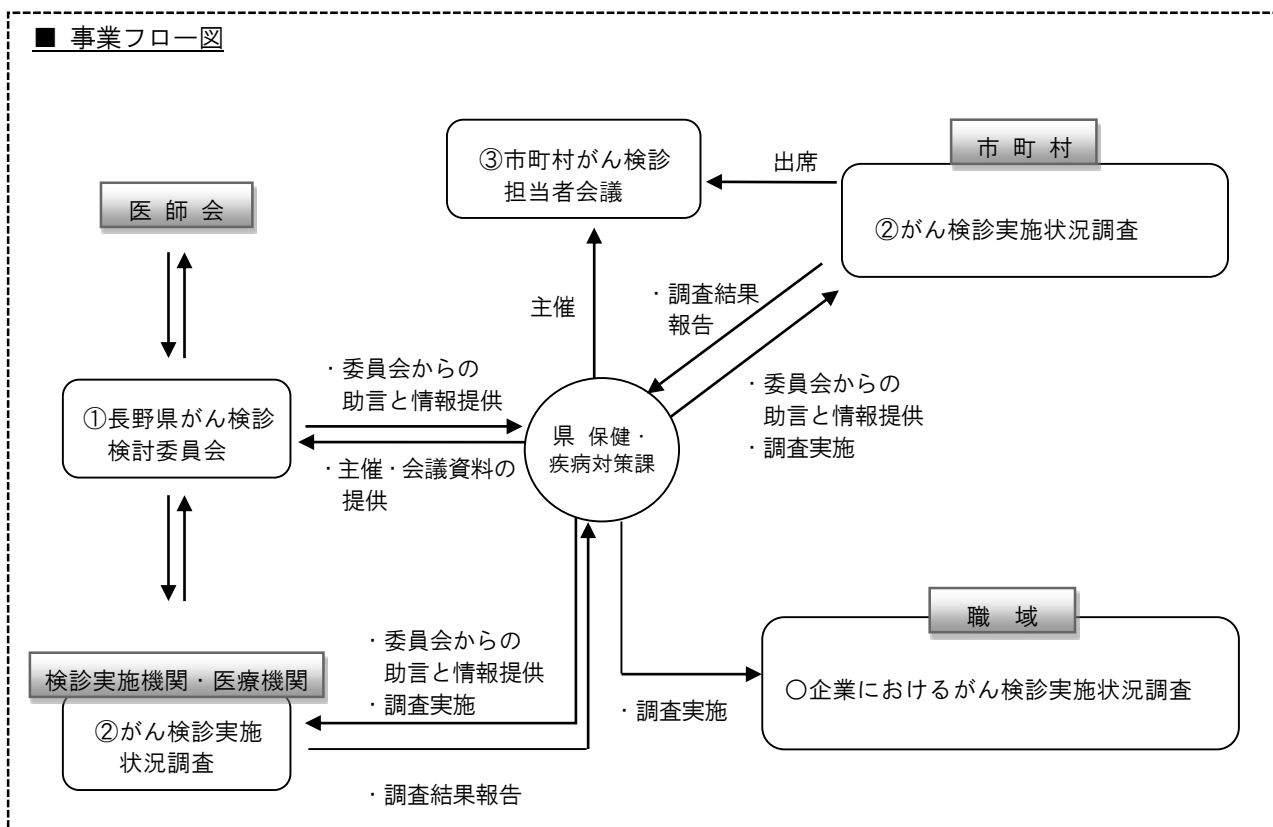 ■ 事業フロー図
③市町村がん検診
担当者会議
出席
市 町 村
②がん検診実施状況調査
医 師 会
主催
・調査結果
報告
・委員会からの
助言と情報提供
・委員会からの
助言と情報提供
・調査実施
①長野県がん検診
検討委員会
県 保健・
疾病対策課
・主催・会議資料の
提供
職 域
〇企業におけるがん検診実施状況調査
・委員会からの
助言と情報提供
・調査実施
・調査実施
検診実施機関・医療機関
②がん検診実施
状況調査
・調査結果報告